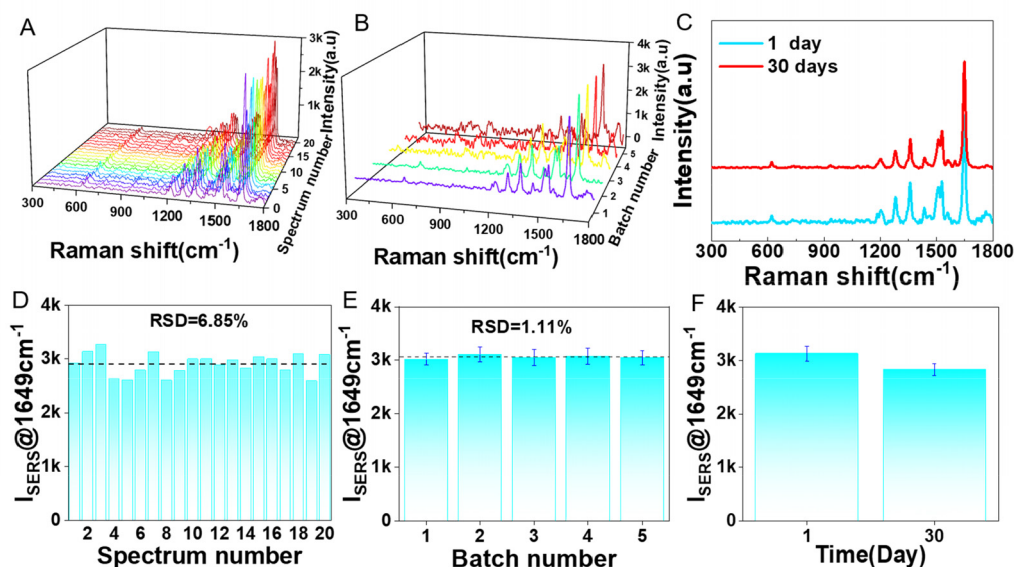 A
Intensity(a.u)
3k
2k
1k
Spectrum number
20
15
10
5
0
300
600
900
1200
1500
1800
Raman shift(cm-1)
B
Intensity(a.u)
4k
3k
2k
1k
0
Batch number
5
4
3
2
1
300
600
900
1200
1500
1800
Raman shift(cm-1)
C
1 day
30 days
Intensity(a.u)
300
600
900
1200
1500
1800
Raman shift(cm-1)
D
RSD=6.85%
ISERS@1649cm-1
4k
3k
2k
1k
0
2 4 6 8 10 12 14 16 18 20
Spectrum number
E
RSD=1.11%
ISERS@1649cm-1
4k
3k
2k
1k
0
1 2 3 4 5
Batch number
F
ISERS@1649cm-1
4k
3k
2k
1k
0
1 30
Time(Day)